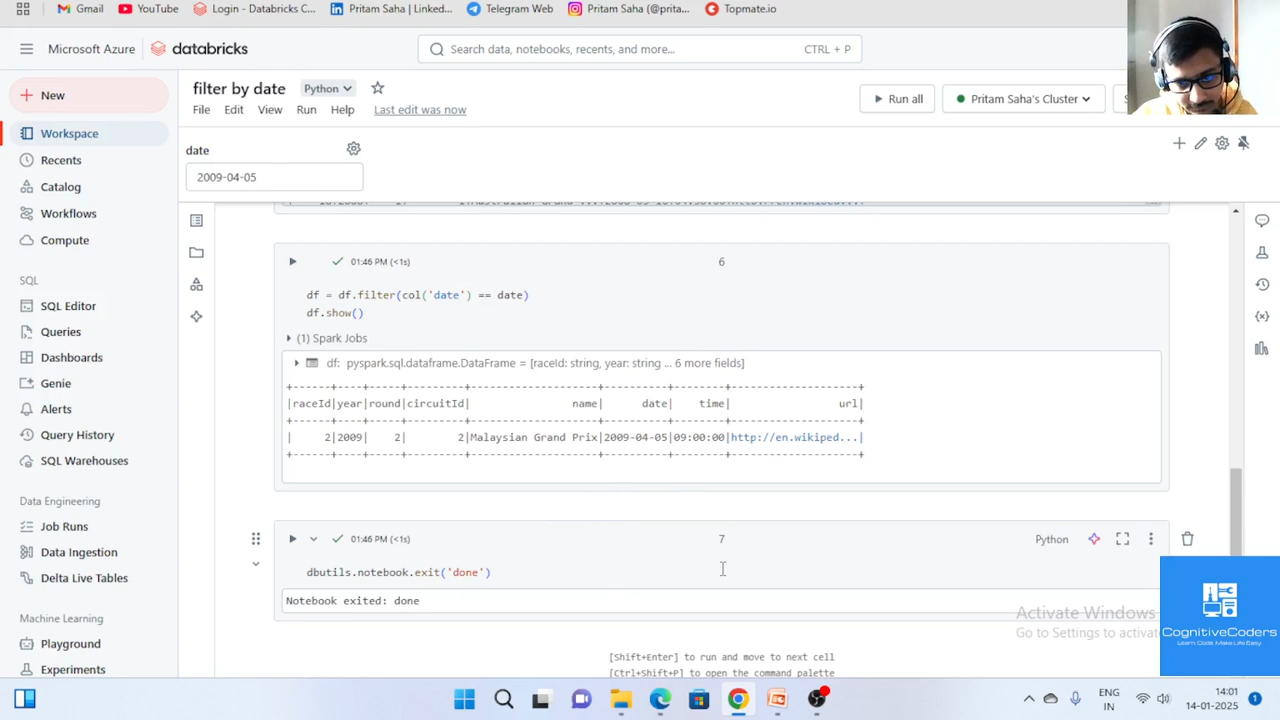 Gmail YouTube Login - Databricks C... Pritam Saha | Linked... Telegram Web Pritam Saha (@prita... Topmate.io
Microsoft Azure databricks Search data, notebooks, recents, and more... CTRL + P
New
Workspace
Recents
Catalog
Workflows
Compute
SQL
SQL Editor
Queries
Dashboards
Genie
Alerts
Query History
SQL Warehouses
Data Engineering
Job Runs
Data Ingestion
Delta Live Tables
Machine Learning
Playground
Experiments
filter by date Python
File Edit View Run Help Last edit was now
Run all Pritam Saha's Cluster
date
2009-04-05
01:46 PM (<1s) 6
df = df.filter(col('date') == date)
df.show()
(1) Spark Jobs
df: pyspark.sql.dataframe.DataFrame = [raceId: string, year: string ... 6 more fields]
+------+----+-----+---------+--------------------+----------+--------+--------------------+
|raceId|year|round|circuitId| name| date| time| url|
+------+----+-----+---------+--------------------+----------+--------+--------------------+
| 2|2009| 2| 2|Malaysian Grand Prix|2009-04-05|09:00:00|http://en.wikiped...|
+------+----+-----+---------+--------------------+----------+--------+--------------------+
01:46 PM (<1s) 7 Python
dbutils.notebook.exit('done')
Notebook exited: done
[Shift+Enter] to run and move to next cell
[Ctrl+Shift+P] to open the command palette
Activate Windows
Go to Settings to activate
CognitiveCoders
Learn Code Make Life Easy
ENG
IN
14:01
14-01-2025
1